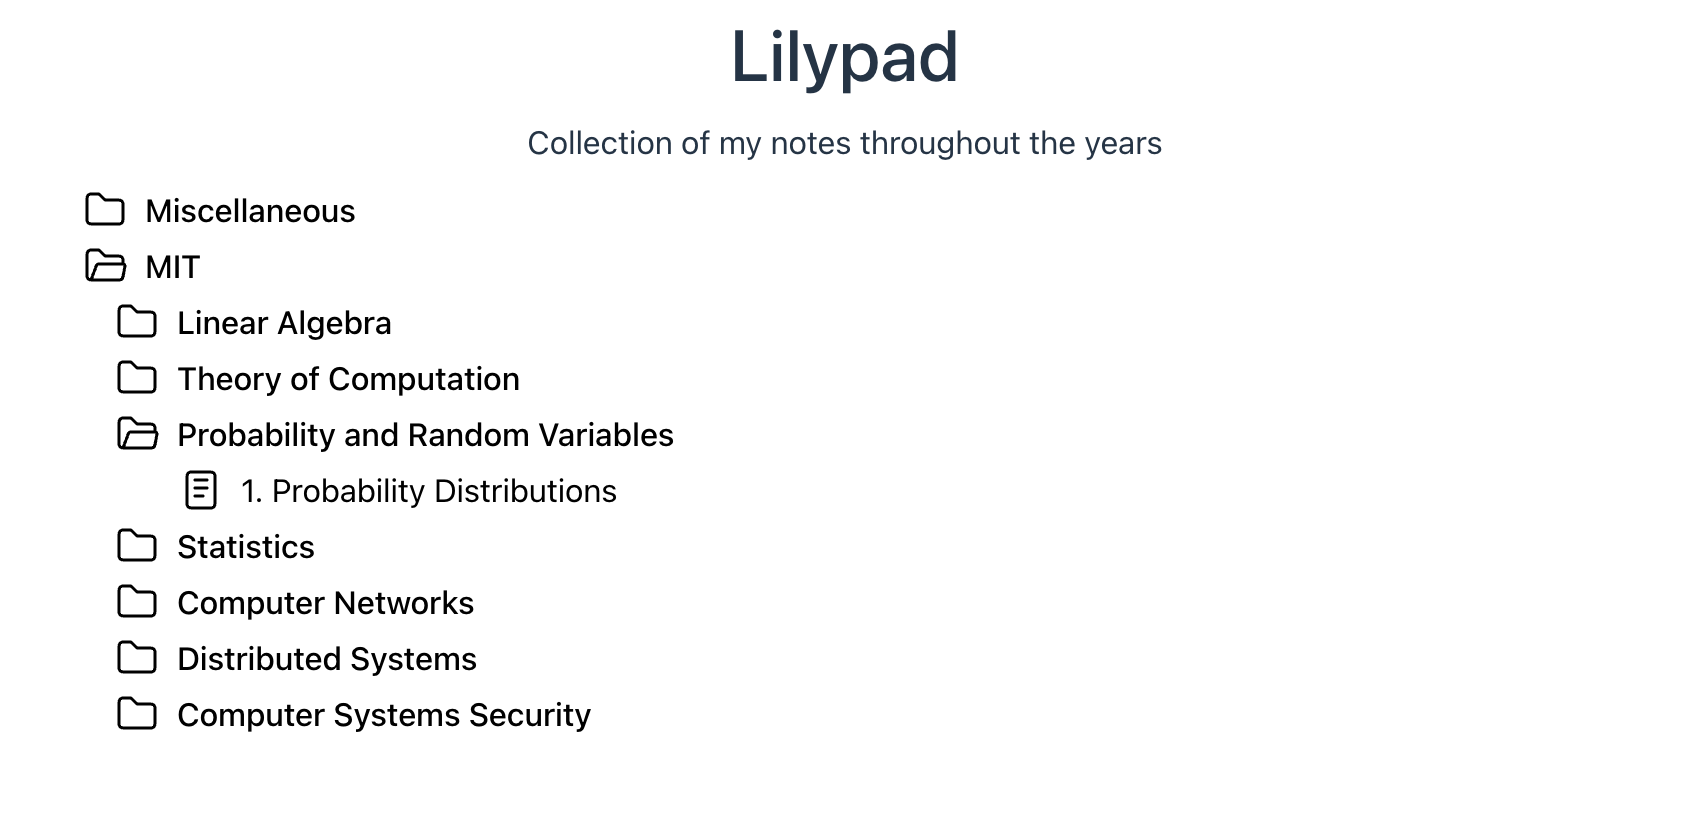 Lilypad
Collection of my notes throughout the years
Miscellaneous
MIT
Linear Algebra
Theory of Computation
Probability and Random Variables
1. Probability Distributions
Statistics
Computer Networks
Distributed Systems
Computer Systems Security